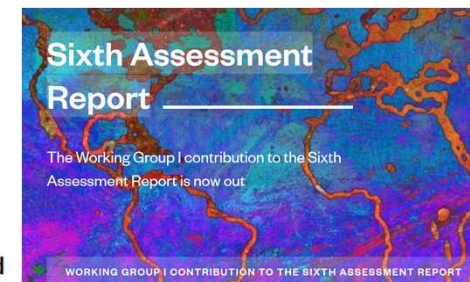 Sixth Assessment
Report
The Working Group I contribution to the Sixth
Assessment Report is now out
WORKING GROUP I CONTRIBUTION TO THE SIXTH ASSESSMENT REPORT